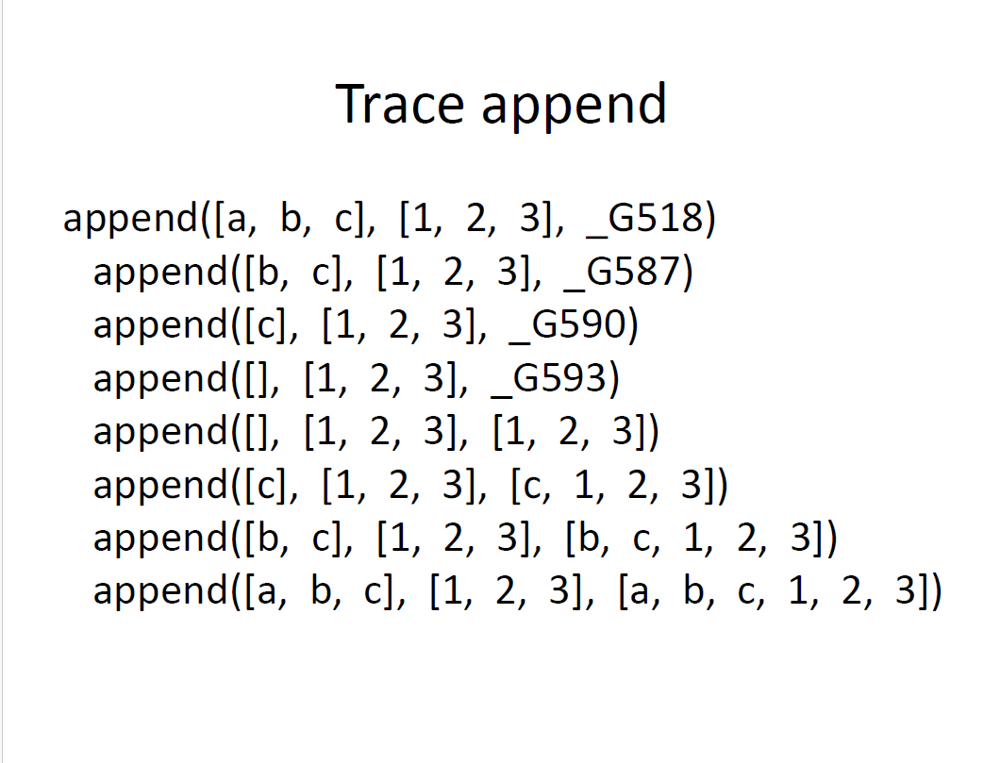 Trace append
append([a, b, c], [1, 2, 3], _G518)
append([b, c], [1, 2, 3], _G587)
append([c], [1, 2, 3], _G590)
append([], [1, 2, 3], _G593)
append([], [1, 2, 3], [1, 2, 3])
append([c], [1, 2, 3], [c, 1, 2, 3])
append([b, c], [1, 2, 3], [b, c, 1, 2, 3])
append([a, b, c], [1, 2, 3], [a, b, c, 1, 2, 3])